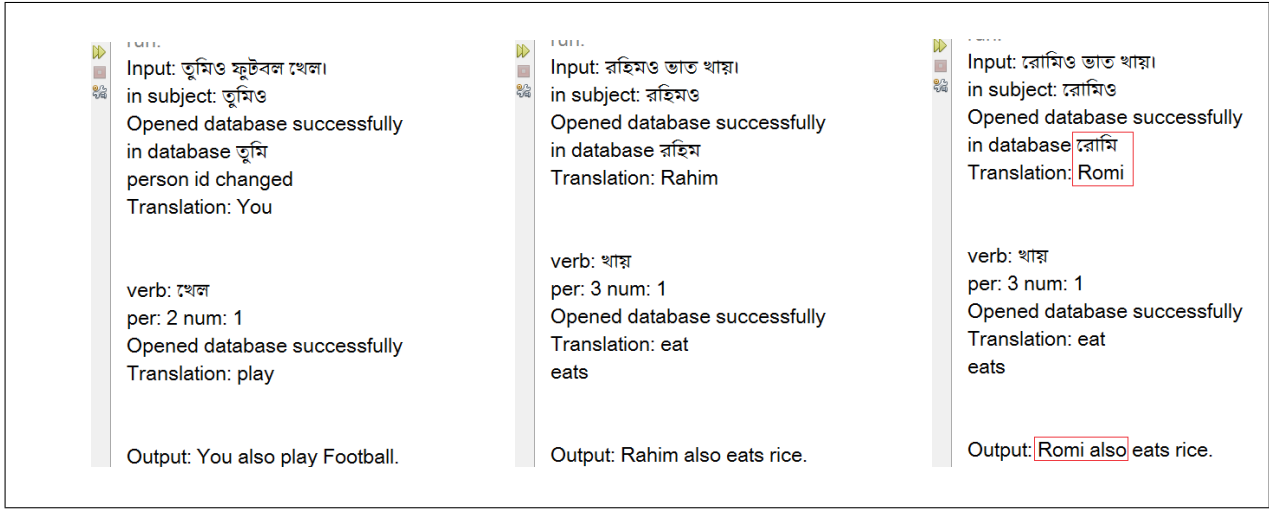 run:
Input: তুমিও ফুটবল খেল।
in subject: তুমিও
Opened database successfully
in database তুমি
person id changed
Translation: You
verb: খেল
per: 2 num: 1
Opened database successfully
Translation: play
Output: You also play Football.
run:
Input: রহিমও ভাত খায়।
in subject: রহিমও
Opened database successfully
in database রহিম
Translation: Rahim
verb: খায়
per: 3 num: 1
Opened database successfully
Translation: eat
eats
Output: Rahim also eats rice.
Input: রোমিও ভাত খায়।
in subject: রোমিও
Opened database successfully
in database রোমি
Translation: Romi
verb: খায়
per: 3 num: 1
Opened database successfully
Translation: eat
eats
Output: Romi also eats rice.